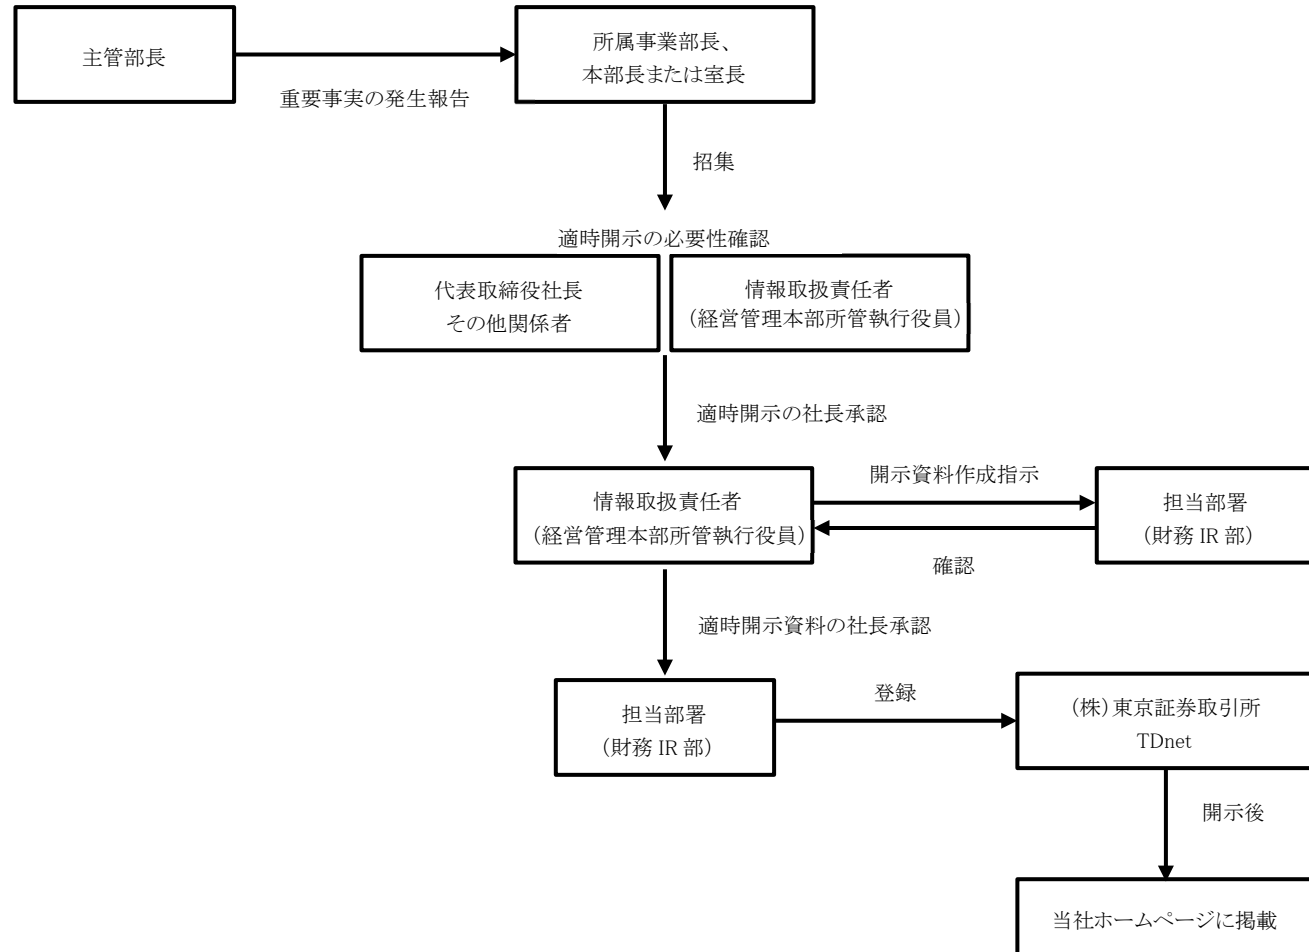 主管部長
所属事業部長、
本部長または室長
重要事実の発生報告
招集
適時開示の必要性確認
代表取締役社長
その他関係者
情報取扱責任者
（経営管理本部所管執行役員）
適時開示の社長承認
情報取扱責任者
（経営管理本部所管執行役員）
開示資料作成指示
担当部署
（財務 IR 部）
確認
適時開示資料の社長承認
担当部署
（財務 IR 部）
登録
（株）東京証券取引所
TDnet
開示後
当社ホームページに掲載